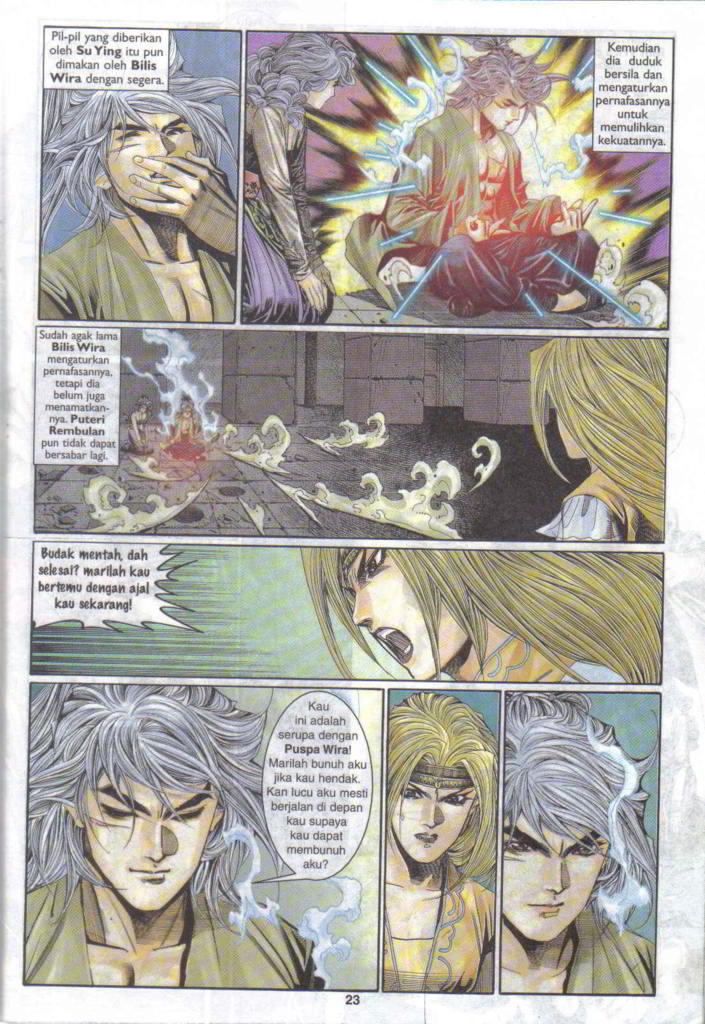 Pil-pil yang diberikan
oleh Su Ying itu pun
dimakan oleh Bilis
Wira dengan segera.
Kemudian
dia duduk
bersila dan
mengaturkan
pernafasannya
untuk
memulihkan
kekuatannya.
Sudah agak lama
Bilis Wira
mengaturkan
pernafasannya,
tetapi dia
belum juga
menamatkan-
nya. Puteri
Rembulan
pun tidak dapat
bersabar lagi.
Budak mentah, dah
selesai? marilah kau
bertemu dengan ajal
kau sekarang!
Kau
ini adalah
serupa dengan
Puspa Wira!
Marilah bunuh aku
jika kau hendak.
Kan lucu aku mesti
berjalan di depan
kau supaya
kau dapat
membunuh
aku?
23